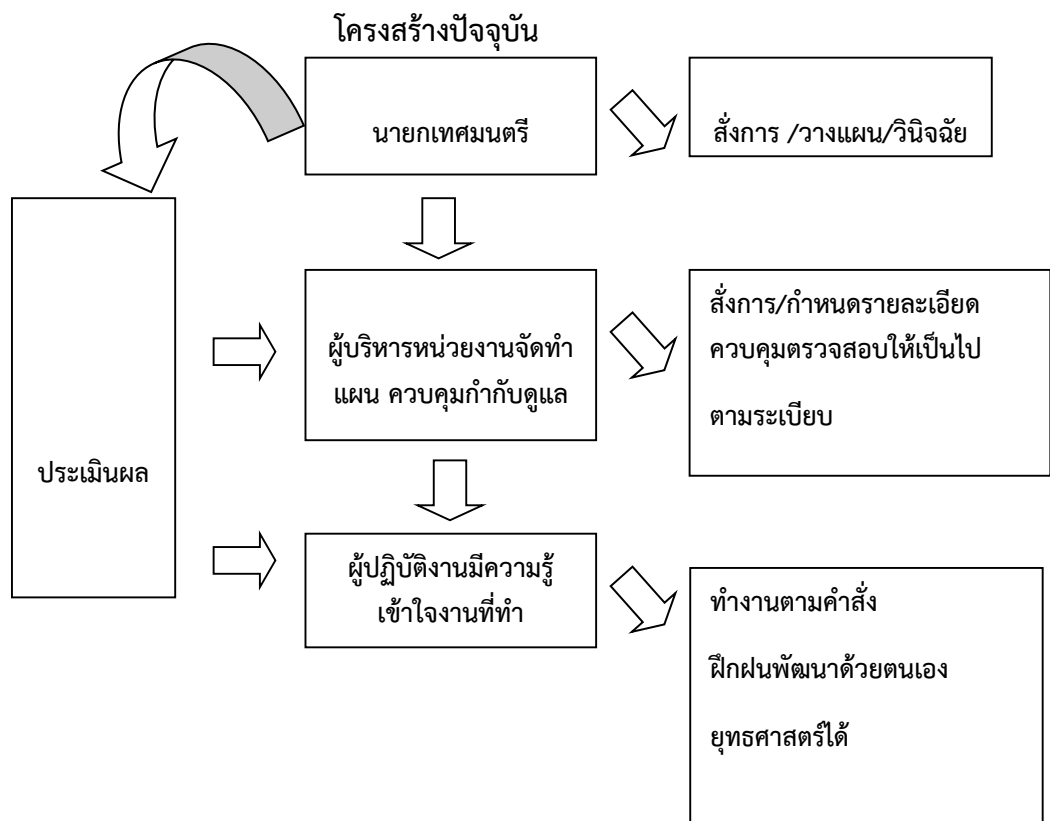 โครงสร้างปัจจุบัน
นายกเทศมนตรี
สั่งการ /วางแผน/วินิจฉัย
ผู้บริหารหน่วยงานจัดทำ
แผน ควบคุมกำกับดูแล
สั่งการ/กำหนดรายละเอียด
ควบคุมตรวจสอบให้เป็นไป
ตามระเบียบ
ประเมินผล
ผู้ปฏิบัติงานมีความรู้
เข้าใจงานที่ทำ
ทำงานตามคำสั่ง
ฝึกฝนพัฒนาด้วยตนเอง
ยุทธศาสตร์ได้